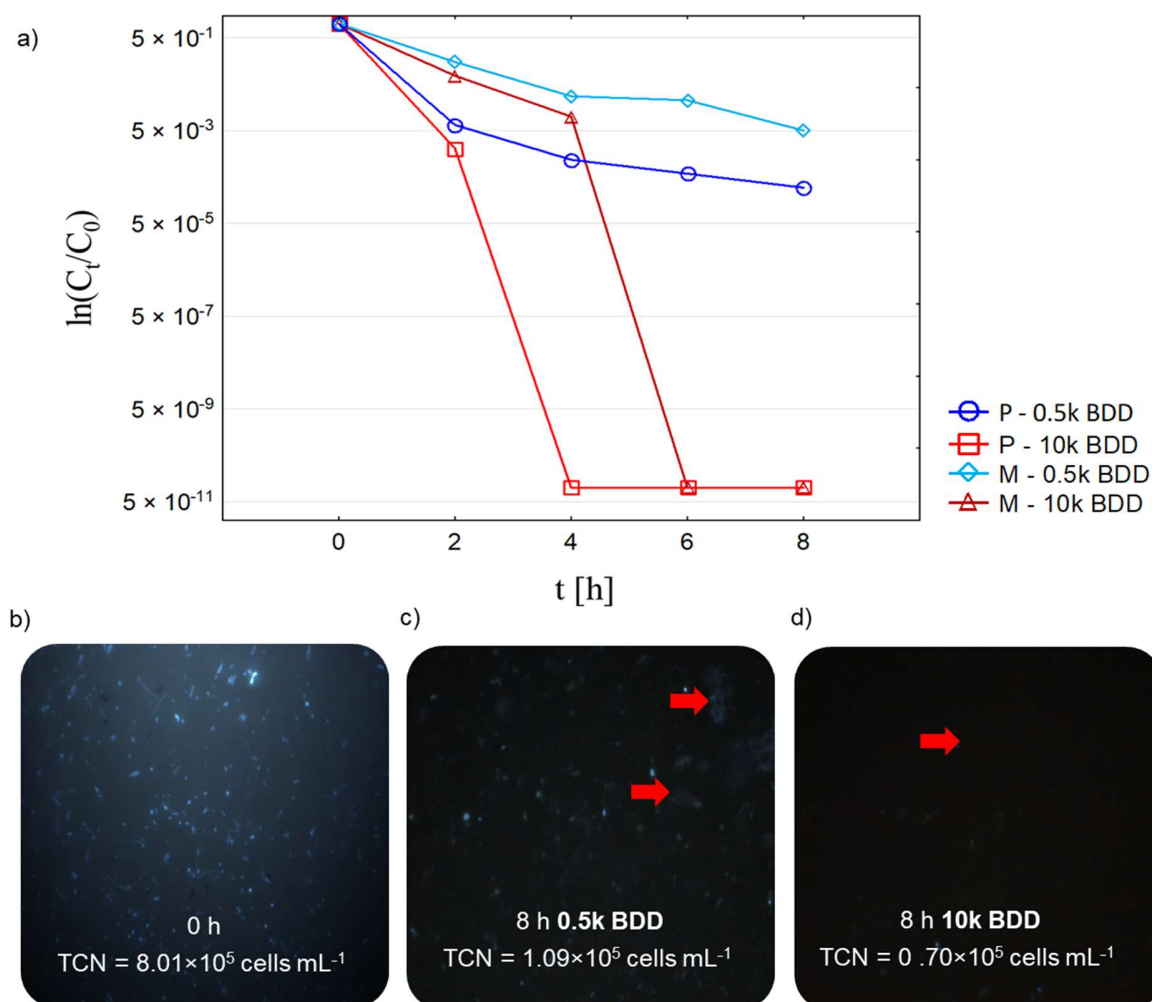 a)
5 × 10⁻¹
5 × 10⁻³
5 × 10⁻⁵
5 × 10⁻⁷
5 × 10⁻⁹
5 × 10⁻¹¹
ln(Cₜ/C₀)
0 2 4 6 8
t [h]
P - 0.5k BDD
P - 10k BDD
M - 0.5k BDD
M - 10k BDD
b)
0 h
TCN = 8.01×10⁵ cells mL⁻¹
c)
8 h 0.5k BDD
TCN = 1.09×10⁵ cells mL⁻¹
d)
8 h 10k BDD
TCN = 0 .70×10⁵ cells mL⁻¹